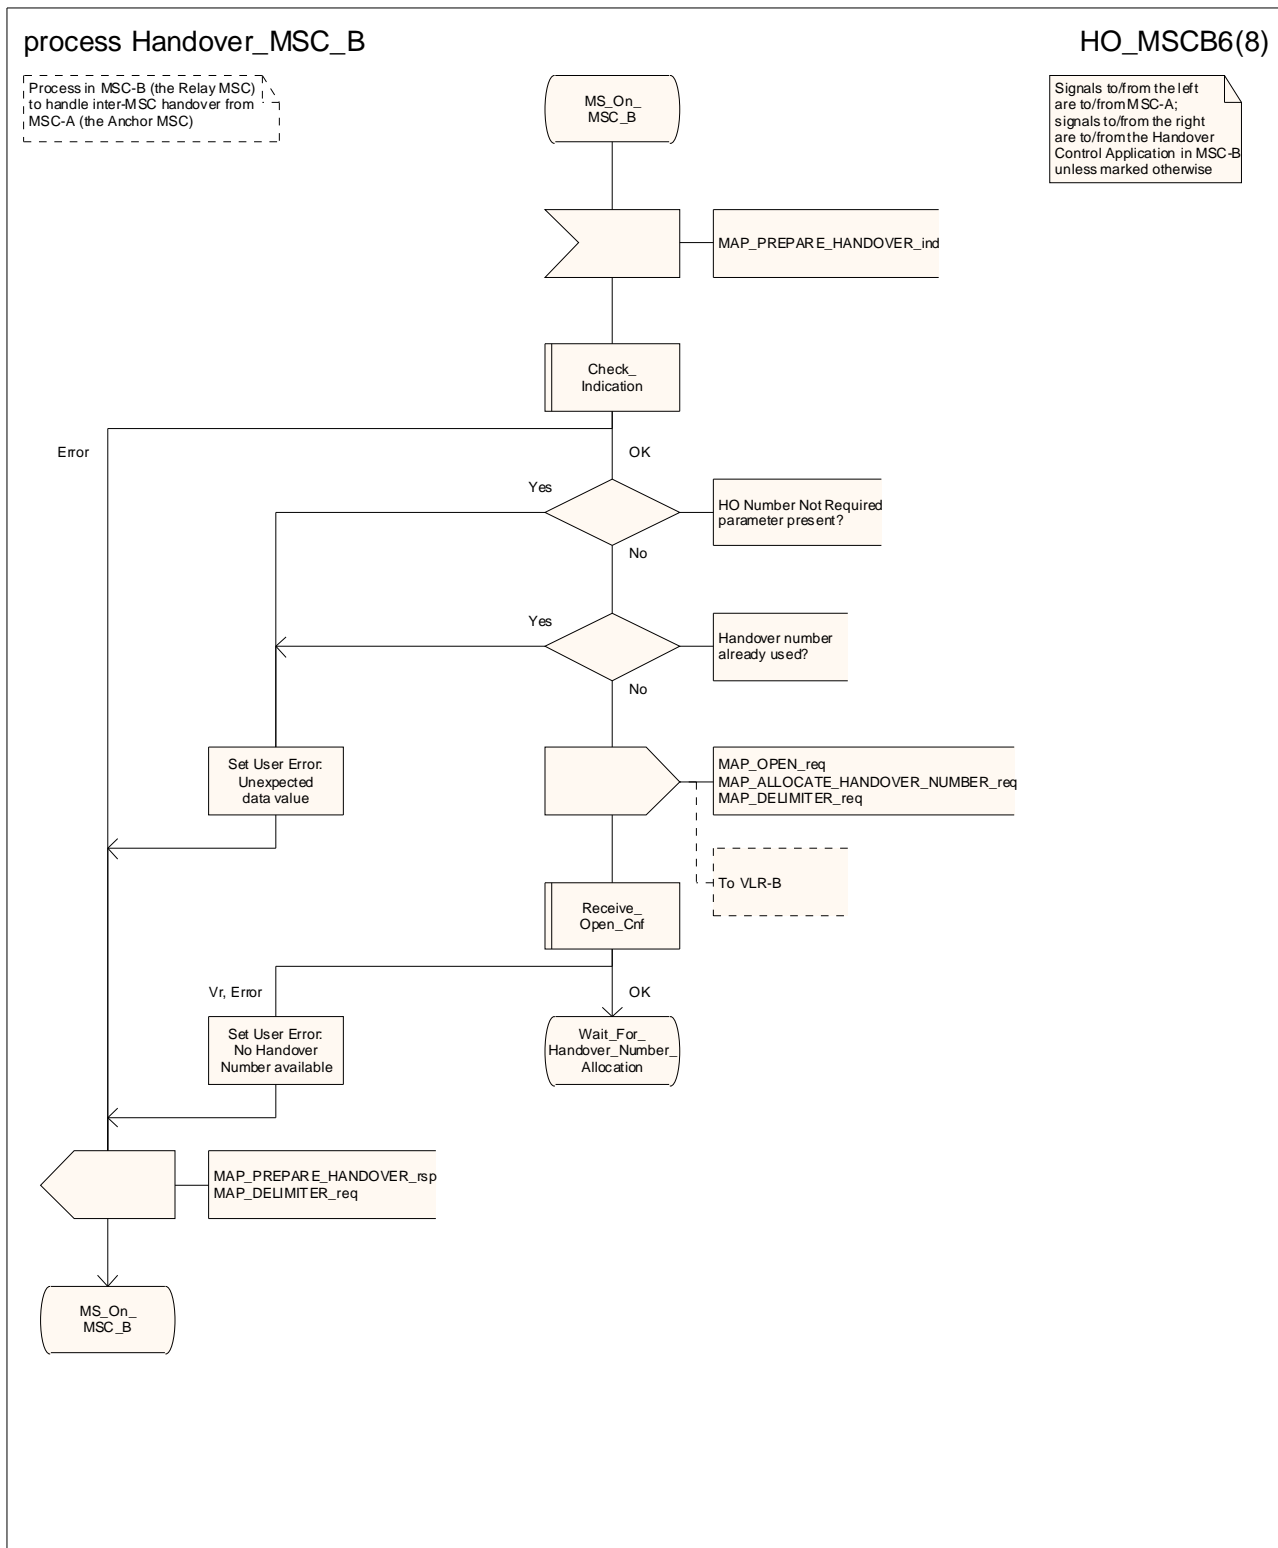 process Handover_MSC_B
HO_MSCB6(8)
Process in MSC-B (the Relay MSC)
to handle inter-MSC handover from
MSC-A (the Anchor MSC)
MS_On_
MSC_B
Signals to/from the left
are to/from MSC-A;
signals to/from the right
are to/from the Handover
Control Application in MSC-B
unless marked otherwise
MAP_PREPARE_HANDOVER_ind
Check_
Indication
Error
OK
Yes
HO Number Not Required
parameter present?
No
Yes
Handover number
already used?
No
Set User Error:
Unexpected
data value
MAP_OPEN_req
MAP_ALLOCATE_HANDOVER_NUMBER_req
MAP_DELIMITER_req
To VLR-B
Receive_
Open_Cnf
Vr, Error
OK
Set User Error:
No Handover
Number available
Wait_For_
Handover_Number_
Allocation
MAP_PREPARE_HANDOVER_rsp
MAP_DELIMITER_req
MS_On_
MSC_B